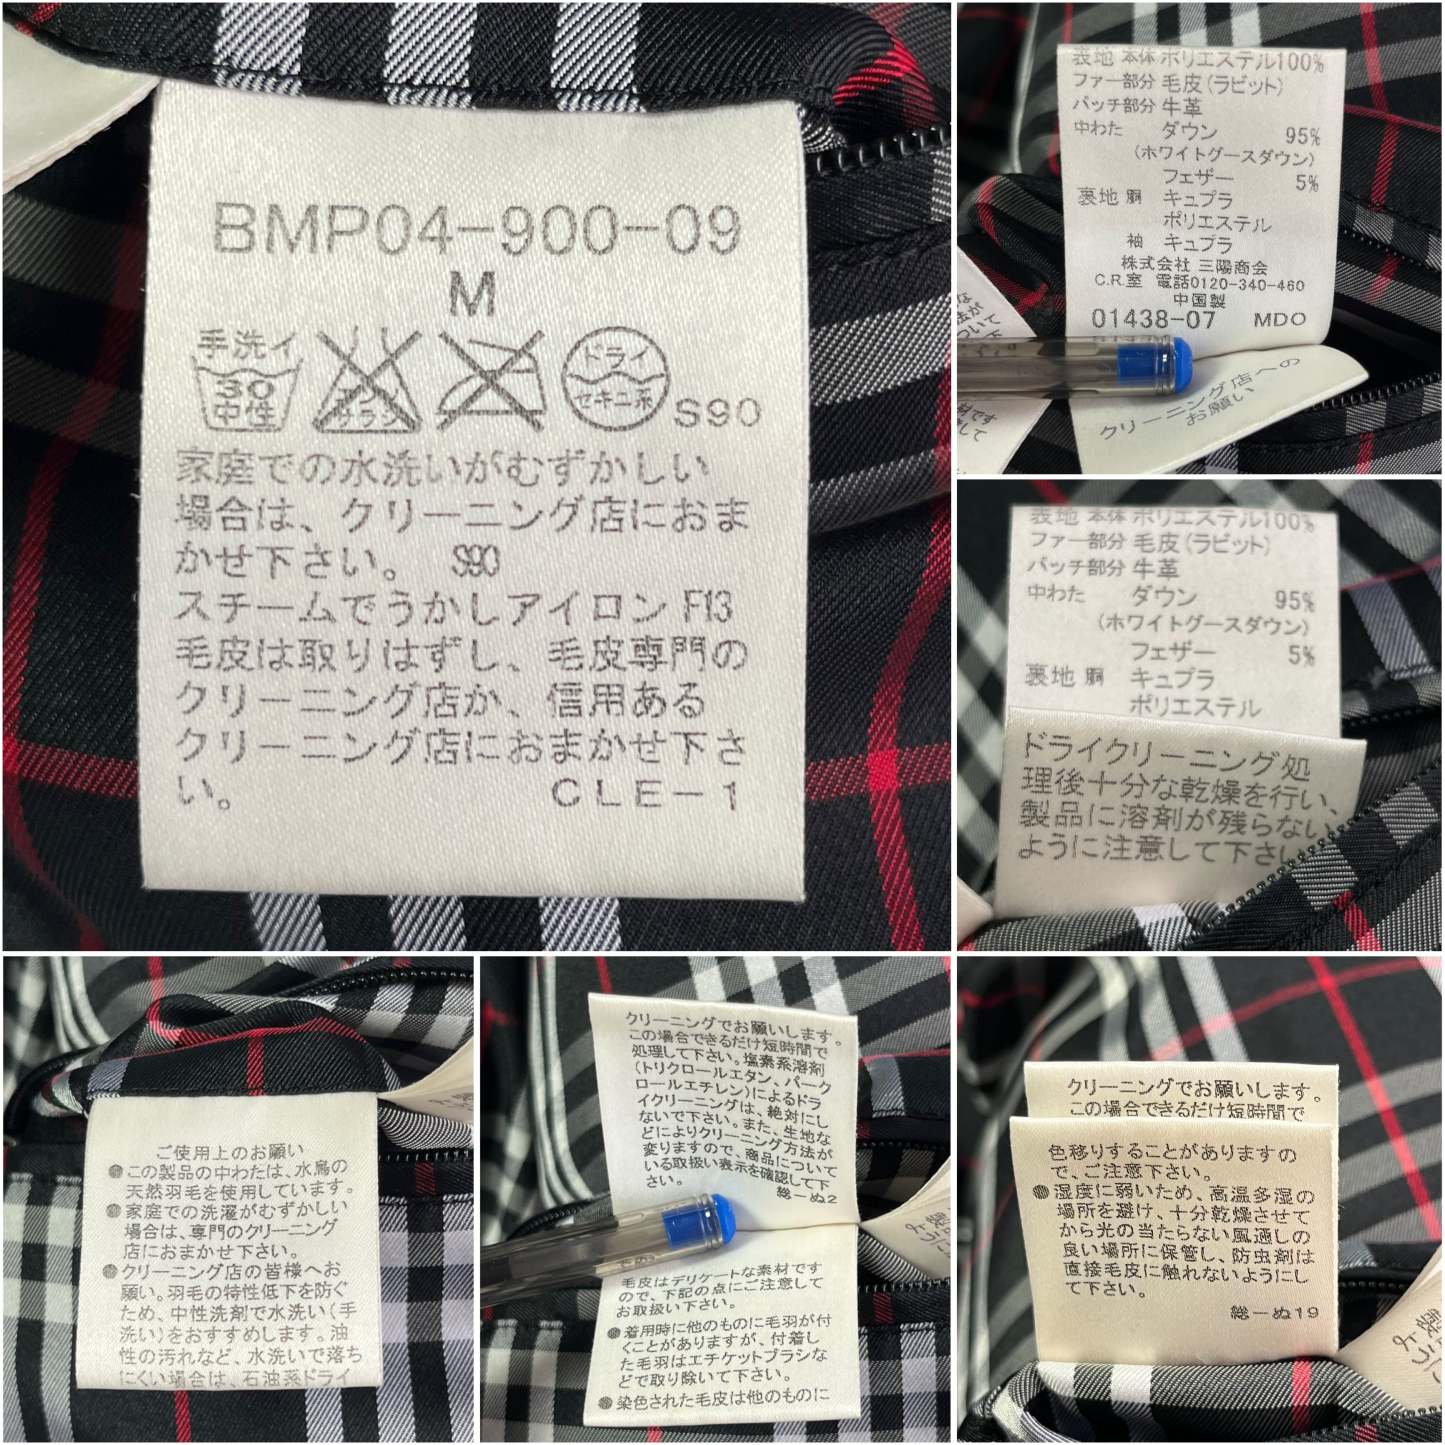 BMP04-900-09
M
手洗イ
30
中性
エンソ
サラシ
ドライ
セキユ系
S90
家庭での水洗いがむずかしい
場合は、クリーニング店におま
かせ下さい。 S90
スチームでうかしアイロン F13
毛皮は取りはずし、毛皮専門の
クリーニング店か、信用ある
クリーニング店におまかせ下さ
い。 CLE-1
表地 本体 ポリエステル100%
ファー部分 毛皮(ラビット)
パッチ部分 牛革
中わた ダウン 95%
(ホワイトグースダウン)
フェザー 5%
裏地 胴 キュプラ
ポリエステル
袖 キュプラ
株式会社 三陽商会
C.R.室 電話0120-340-460
中国製
01438-07 MDO
クリーニング店への
お願い
表地 本体 ポリエステル100%
ファー部分 毛皮(ラビット)
パッチ部分 牛革
中わた ダウン 95%
(ホワイトグースダウン)
フェザー 5%
裏地 胴 キュプラ
ポリエステル
ドライクリーニング処
理後十分な乾燥を行い、
製品に溶剤が残らない
ように注意して下さい。
ご使用上のお願い
●この製品の中わたは、水鳥の
天然羽毛を使用しています。
●家庭での洗濯がむずかしい
場合は、専門のクリーニング
店におまかせ下さい。
●クリーニング店の皆様へお
願い。羽毛の特性低下を防ぐ
ため、中性洗剤で水洗い(手
洗い)をおすすめします。油
性の汚れなど、水洗いで落ち
にくい場合は、石油系ドライ
クリーニングでお願いします。
この場合できるだけ短時間で
処理して下さい。塩素系溶剤
(トリクロールエタン、パーク
ロールエチレン)によるドラ
イクリーニングは、絶対にし
ないで下さい。また、生地な
どによりクリーニング方法が
変りますので、商品について
いる取扱い表示を確認して下
さい。 総ーぬ2
毛皮はデリケートな素材です
ので、下記の点にご注意して
お取扱い下さい。
●着用時に他のものに毛羽が付
くことがありますが、付着し
た毛羽はエチケットブラシな
どで取り除いて下さい。
●染色された毛皮は他のものに
クリーニングでお願いします。
この場合できるだけ短時間で
色移りすることがありますの
で、ご注意下さい。
●湿度に弱いため、高温多湿の
場所を避け、十分乾燥させて
から光の当たらない風通しの
良い場所に保管し、防虫剤は
直接毛皮に触れないようにし
て下さい。
総ーぬ19